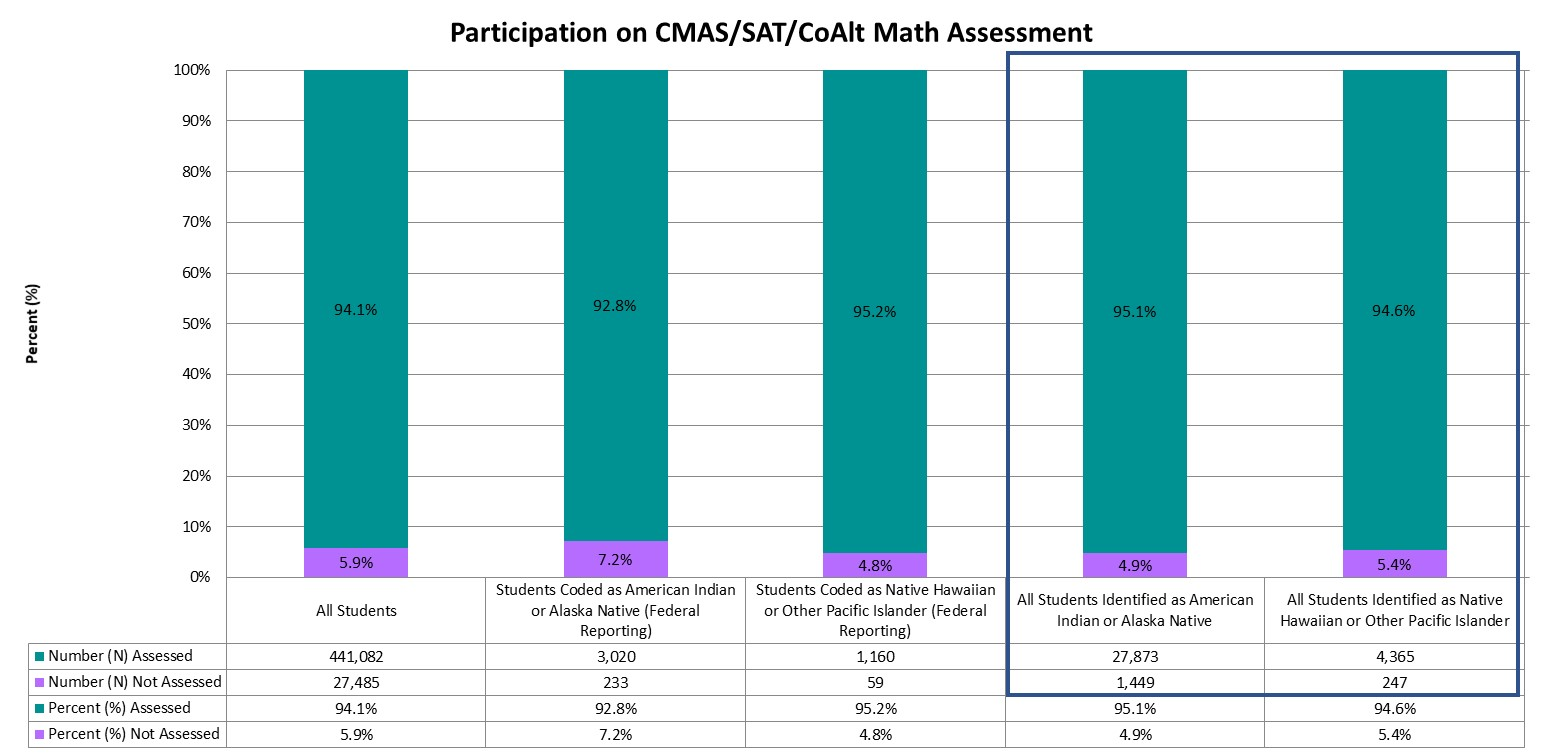 Participation on CMAS/SAT/CoAlt Math Assessment
Percent (%)
100%
90%
80%
70%
60%
50%
40%
30%
20%
10%
0%
94.1%
92.8%
95.2%
95.1%
94.6%
5.9%
7.2%
4.8%
4.9%
5.4%
All Students
Students Coded as American Indian
or Alaska Native (Federal
Reporting)
Students Coded as Native Hawaiian
or Other Pacific Islander (Federal
Reporting)
All Students Identified as American
Indian or Alaska Native
All Students Identified as Native
Hawaiian or Other Pacific Islander
Number (N) Assessed 441,082 3,020 1,160 27,873 4,365
Number (N) Not Assessed 27,485 233 59 1,449 247
Percent (%) Assessed 94.1% 92.8% 95.2% 95.1% 94.6%
Percent (%) Not Assessed 5.9% 7.2% 4.8% 4.9% 5.4%